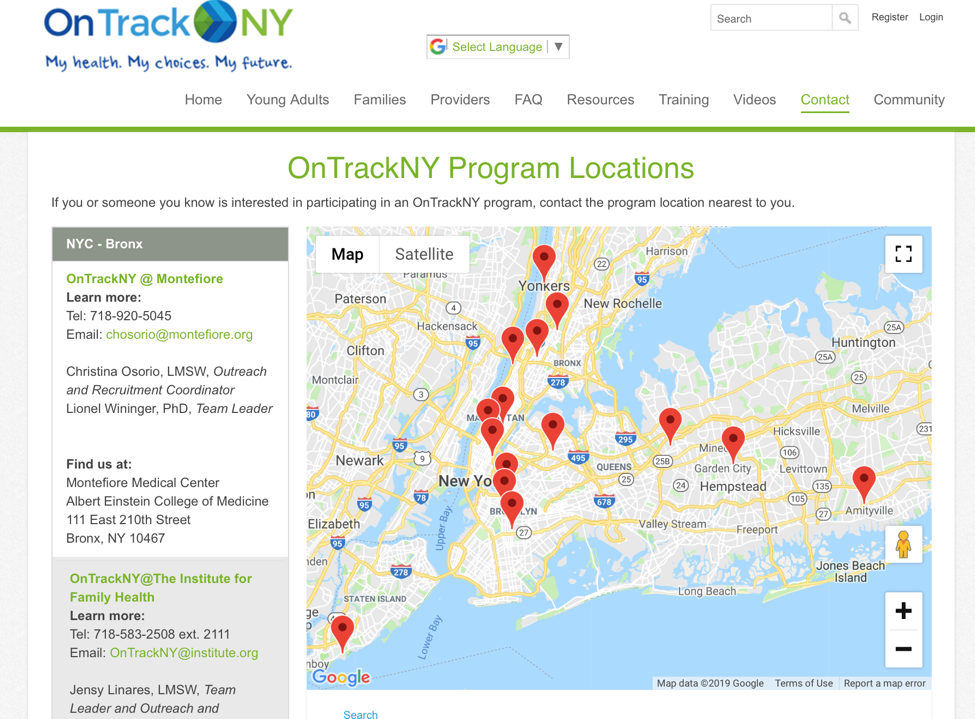 OnTrackNY
My health. My choices. My future.
Select Language ▼
Search
Register Login
Home Young Adults Families Providers FAQ Resources Training Videos Contact Community
OnTrackNY Program Locations
If you or someone you know is interested in participating in an OnTrackNY program, contact the program location nearest to you.
NYC - Bronx
OnTrackNY @ Montefiore
Learn more:
Tel: 718-920-5045
Email: chosorio@montefiore.org
Christina Osorio, LMSW, Outreach
and Recruitment Coordinator
Lionel Wininger, PhD, Team Leader
Find us at:
Montefiore Medical Center
Albert Einstein College of Medicine
111 East 210th Street
Bronx, NY 10467
OnTrackNY@The Institute for
Family Health
Learn more:
Tel: 718-583-2508 ext. 2111
Email: OnTrackNY@institute.org
Jensy Linares, LMSW, Team
Leader and Outreach and
Map Satellite
Paramus
22
Harrison
95
Yonkers
Paterson
4
New Rochelle
Hackensack
95
25A
Huntington
Clifton
BRONX
25A
Montclair
278
25
3
Melville
80
95
295
Hicksville
231
Newark
9
495
25B
106
QUEENS
Garden City
Levittown
New Yo
25
24
Hempstead
135
78
95
678
105
27
Amityville
Elizabeth
27
Valley Stream
Freeport
95
Upper Bay
278
Jones Beach
Island
Long Beach
STATEN ISLAND
Lower Bay
nboy
Google
+
−
Map data ©2019 Google Terms of Use Report a map error
Search